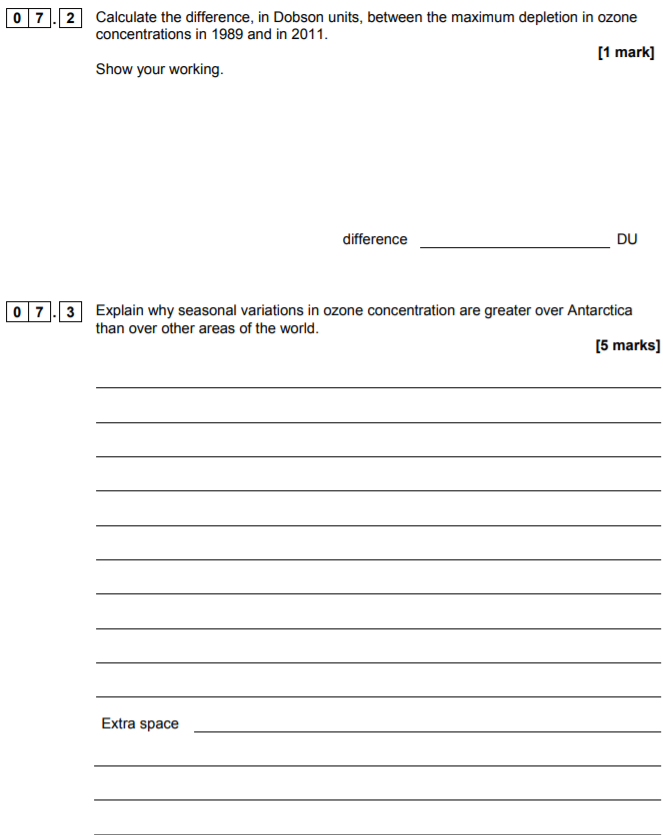 0 7 . 2 Calculate the difference, in Dobson units, between the maximum depletion in ozone
concentrations in 1989 and in 2011.
[1 mark]
Show your working.
difference DU
0 7 . 3 Explain why seasonal variations in ozone concentration are greater over Antarctica
than over other areas of the world.
[5 marks]
Extra space